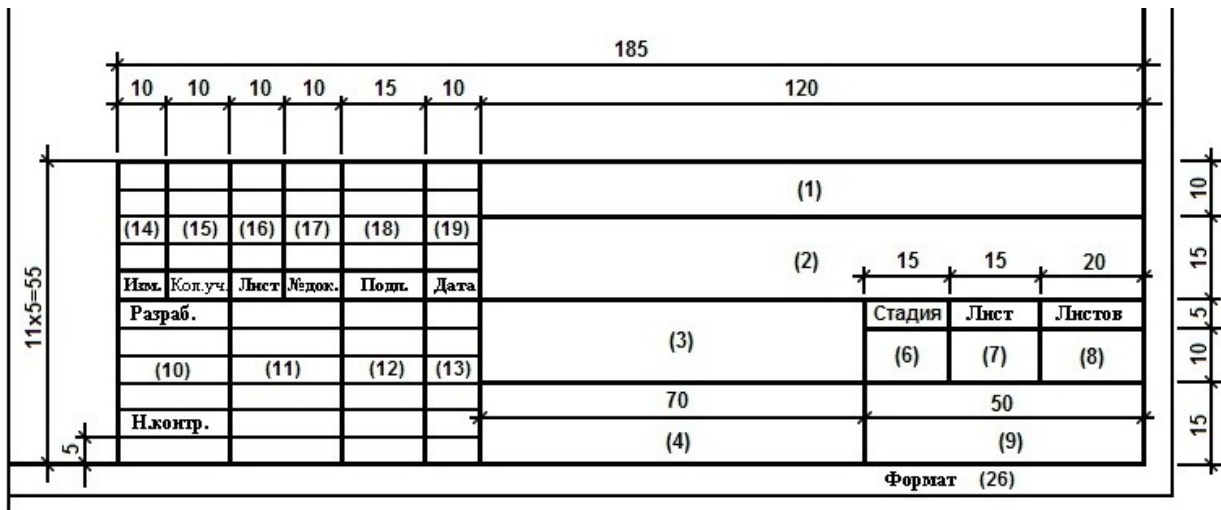 185
10 10 10 10 15 10 120
(1) 10
(14) (15) (16) (17) (18) (19)
(2) 15 15 20 15
Изм. Кол.уч. Лист №док. Подп. Дата
11х5=55
Разраб. Стадия Лист Листов 5
(3) (6) (7) (8) 10
(10) (11) (12) (13)
70 50
Н.контр. 15
5 (4) (9)
Формат (26)